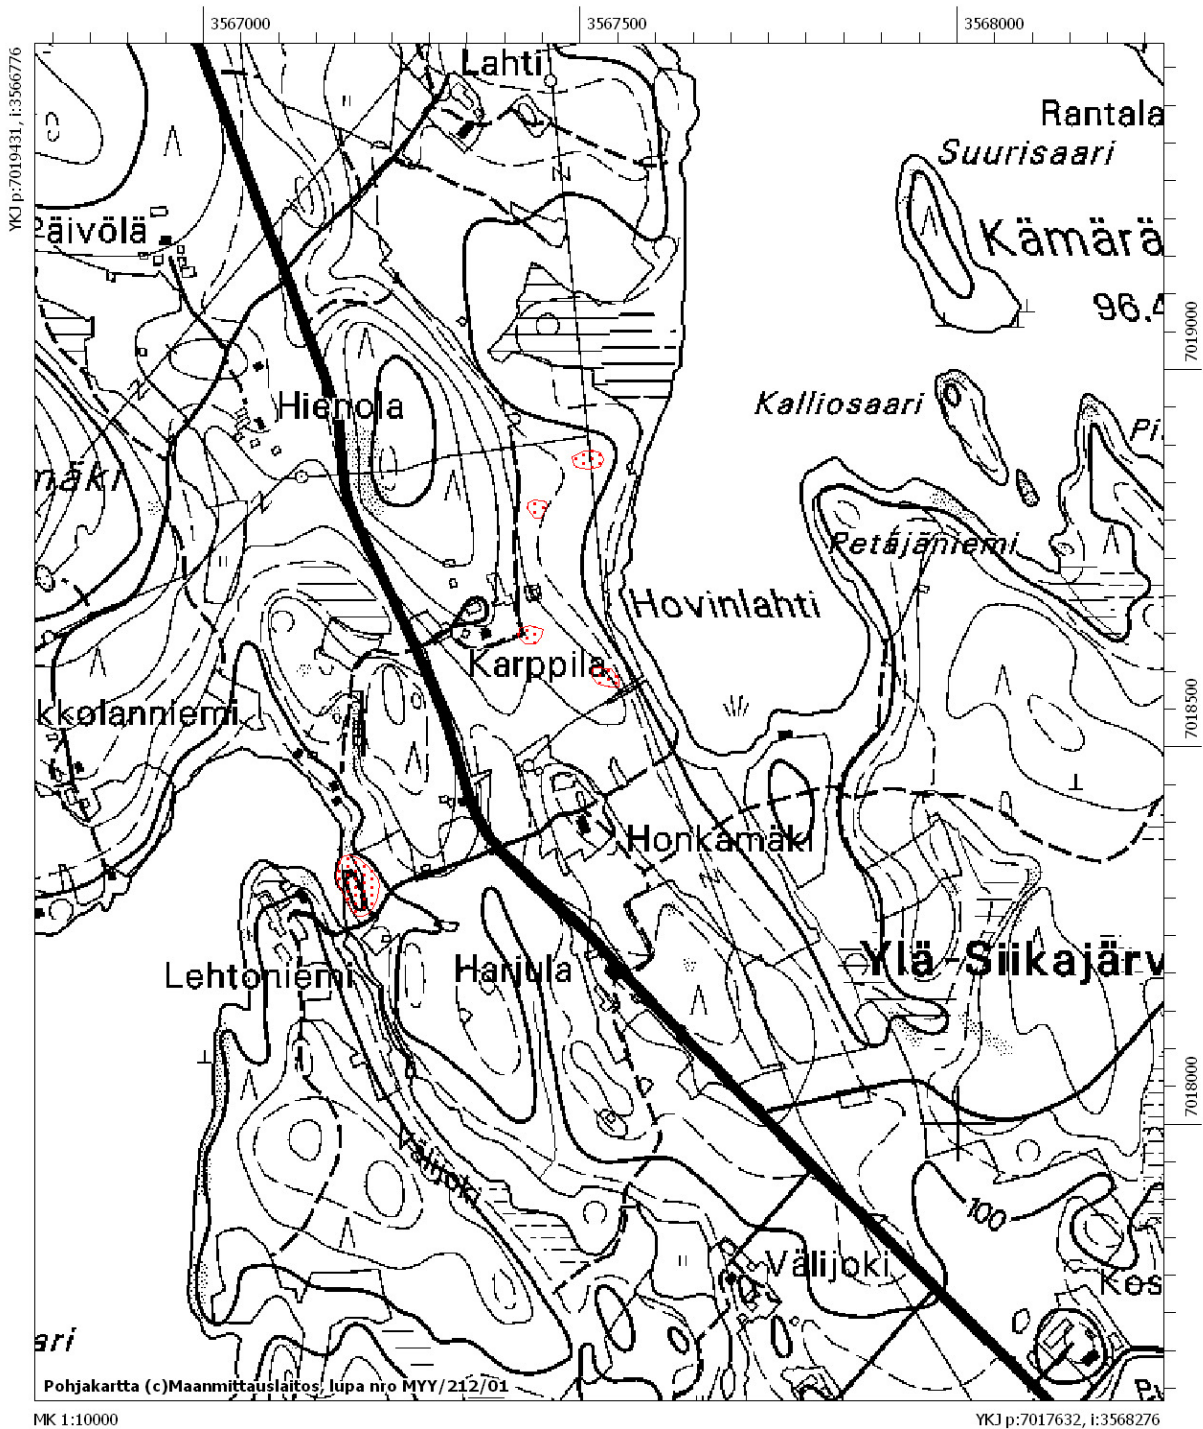 3567000
3567500
3568000
YKJ p:7019431, i:3566776
Lahti
Rantala
Suurisaari
Päivölä
Kämärä
96.4
7019000
Hienola
Kalliosaari
Pi
mäki
Petäjäniemi
Hovinlahti
Karppila
kkolanniemi
7018500
Honkamäki
Ylä-Siikajärv
Lehtoniemi
Harjula
7018000
Välijoki
100
Välijoki
Kos
ari
Pohjakartta (c)Maanmittauslaitos, lupa nro MYY/212/01
MK 1:10000
YKJ p:7017632, i:3568276